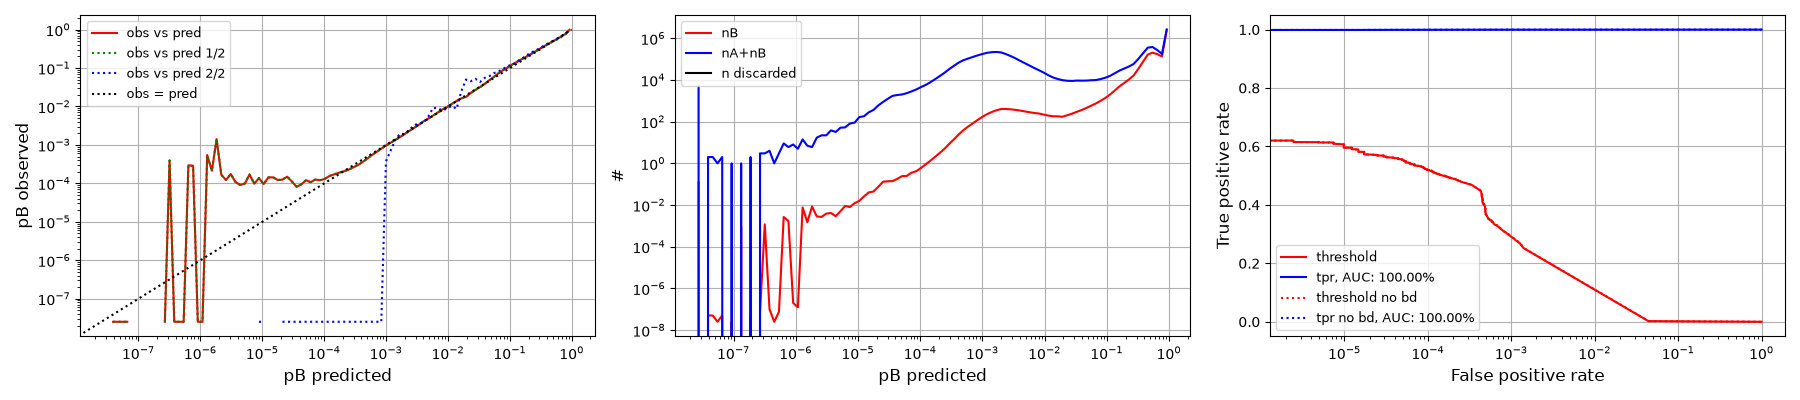 pB observed
10⁰
10⁻¹
10⁻²
10⁻³
10⁻⁴
10⁻⁵
10⁻⁶
10⁻⁷
obs vs pred
obs vs pred 1/2
obs vs pred 2/2
obs = pred
10⁻⁷ 10⁻⁶ 10⁻⁵ 10⁻⁴ 10⁻³ 10⁻² 10⁻¹ 10⁰
pB predicted
#
10⁶
10⁴
10²
10⁰
10⁻²
10⁻⁴
10⁻⁶
10⁻⁸
nB
nA+nB
n discarded
10⁻⁷ 10⁻⁶ 10⁻⁵ 10⁻⁴ 10⁻³ 10⁻² 10⁻¹ 10⁰
pB predicted
True positive rate
1.0
0.8
0.6
0.4
0.2
0.0
threshold
tpr, AUC: 100.00%
threshold no bd
tpr no bd, AUC: 100.00%
10⁻⁵ 10⁻⁴ 10⁻³ 10⁻² 10⁻¹ 10⁰
False positive rate